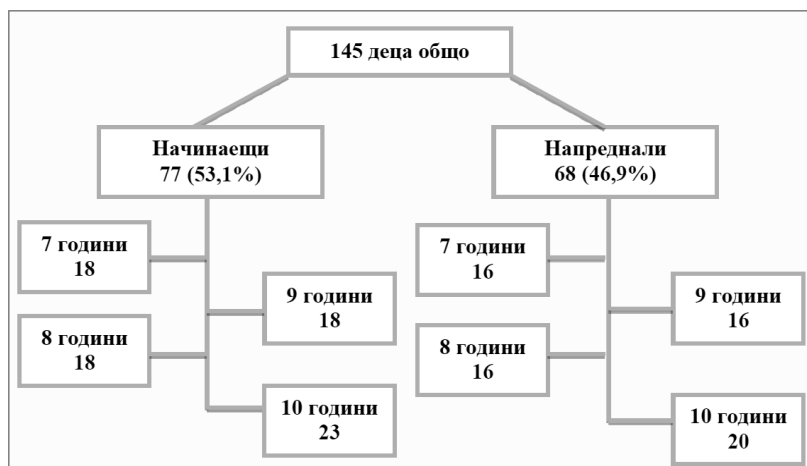 145 деца общо
Начинаещи
77 (53,1%)
7 години
18
8 години
18
9 години
18
10 години
23
Напреднали
68 (46,9%)
7 години
16
8 години
16
9 години
16
10 години
20